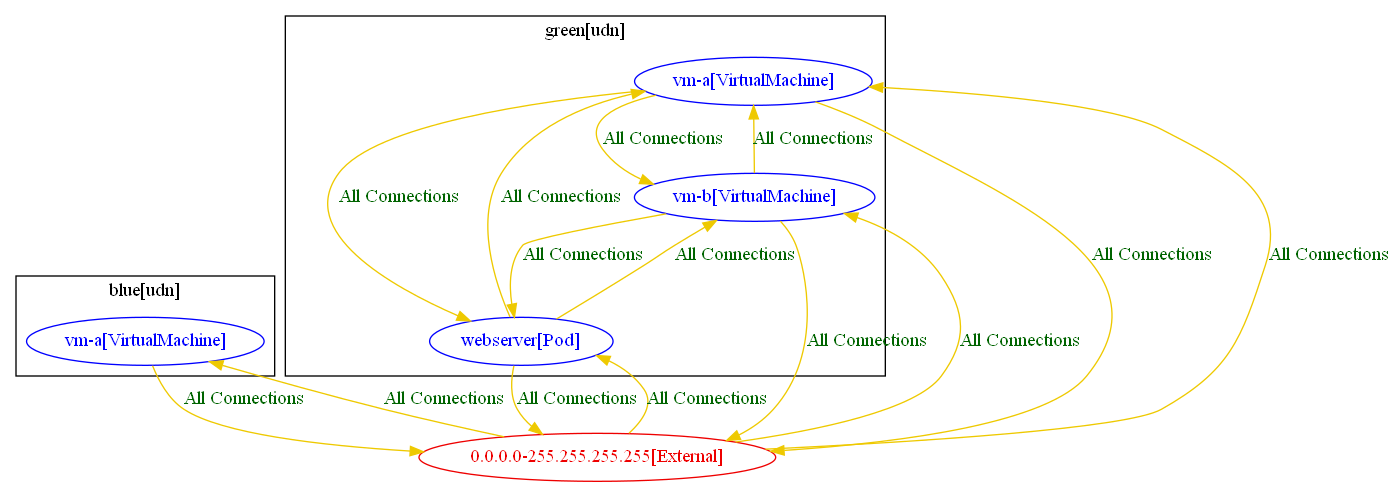 green[udn]
vm-a[VirtualMachine]
All Connections
All Connections
vm-b[VirtualMachine]
All Connections
All Connections
All Connections
All Connections
All Connections
All Connections
blue[udn]
vm-a[VirtualMachine]
webserver[Pod]
All Connections
All Connections
All Connections
All Connections
All Connections
All Connections
0.0.0.0-255.255.255.255[External]